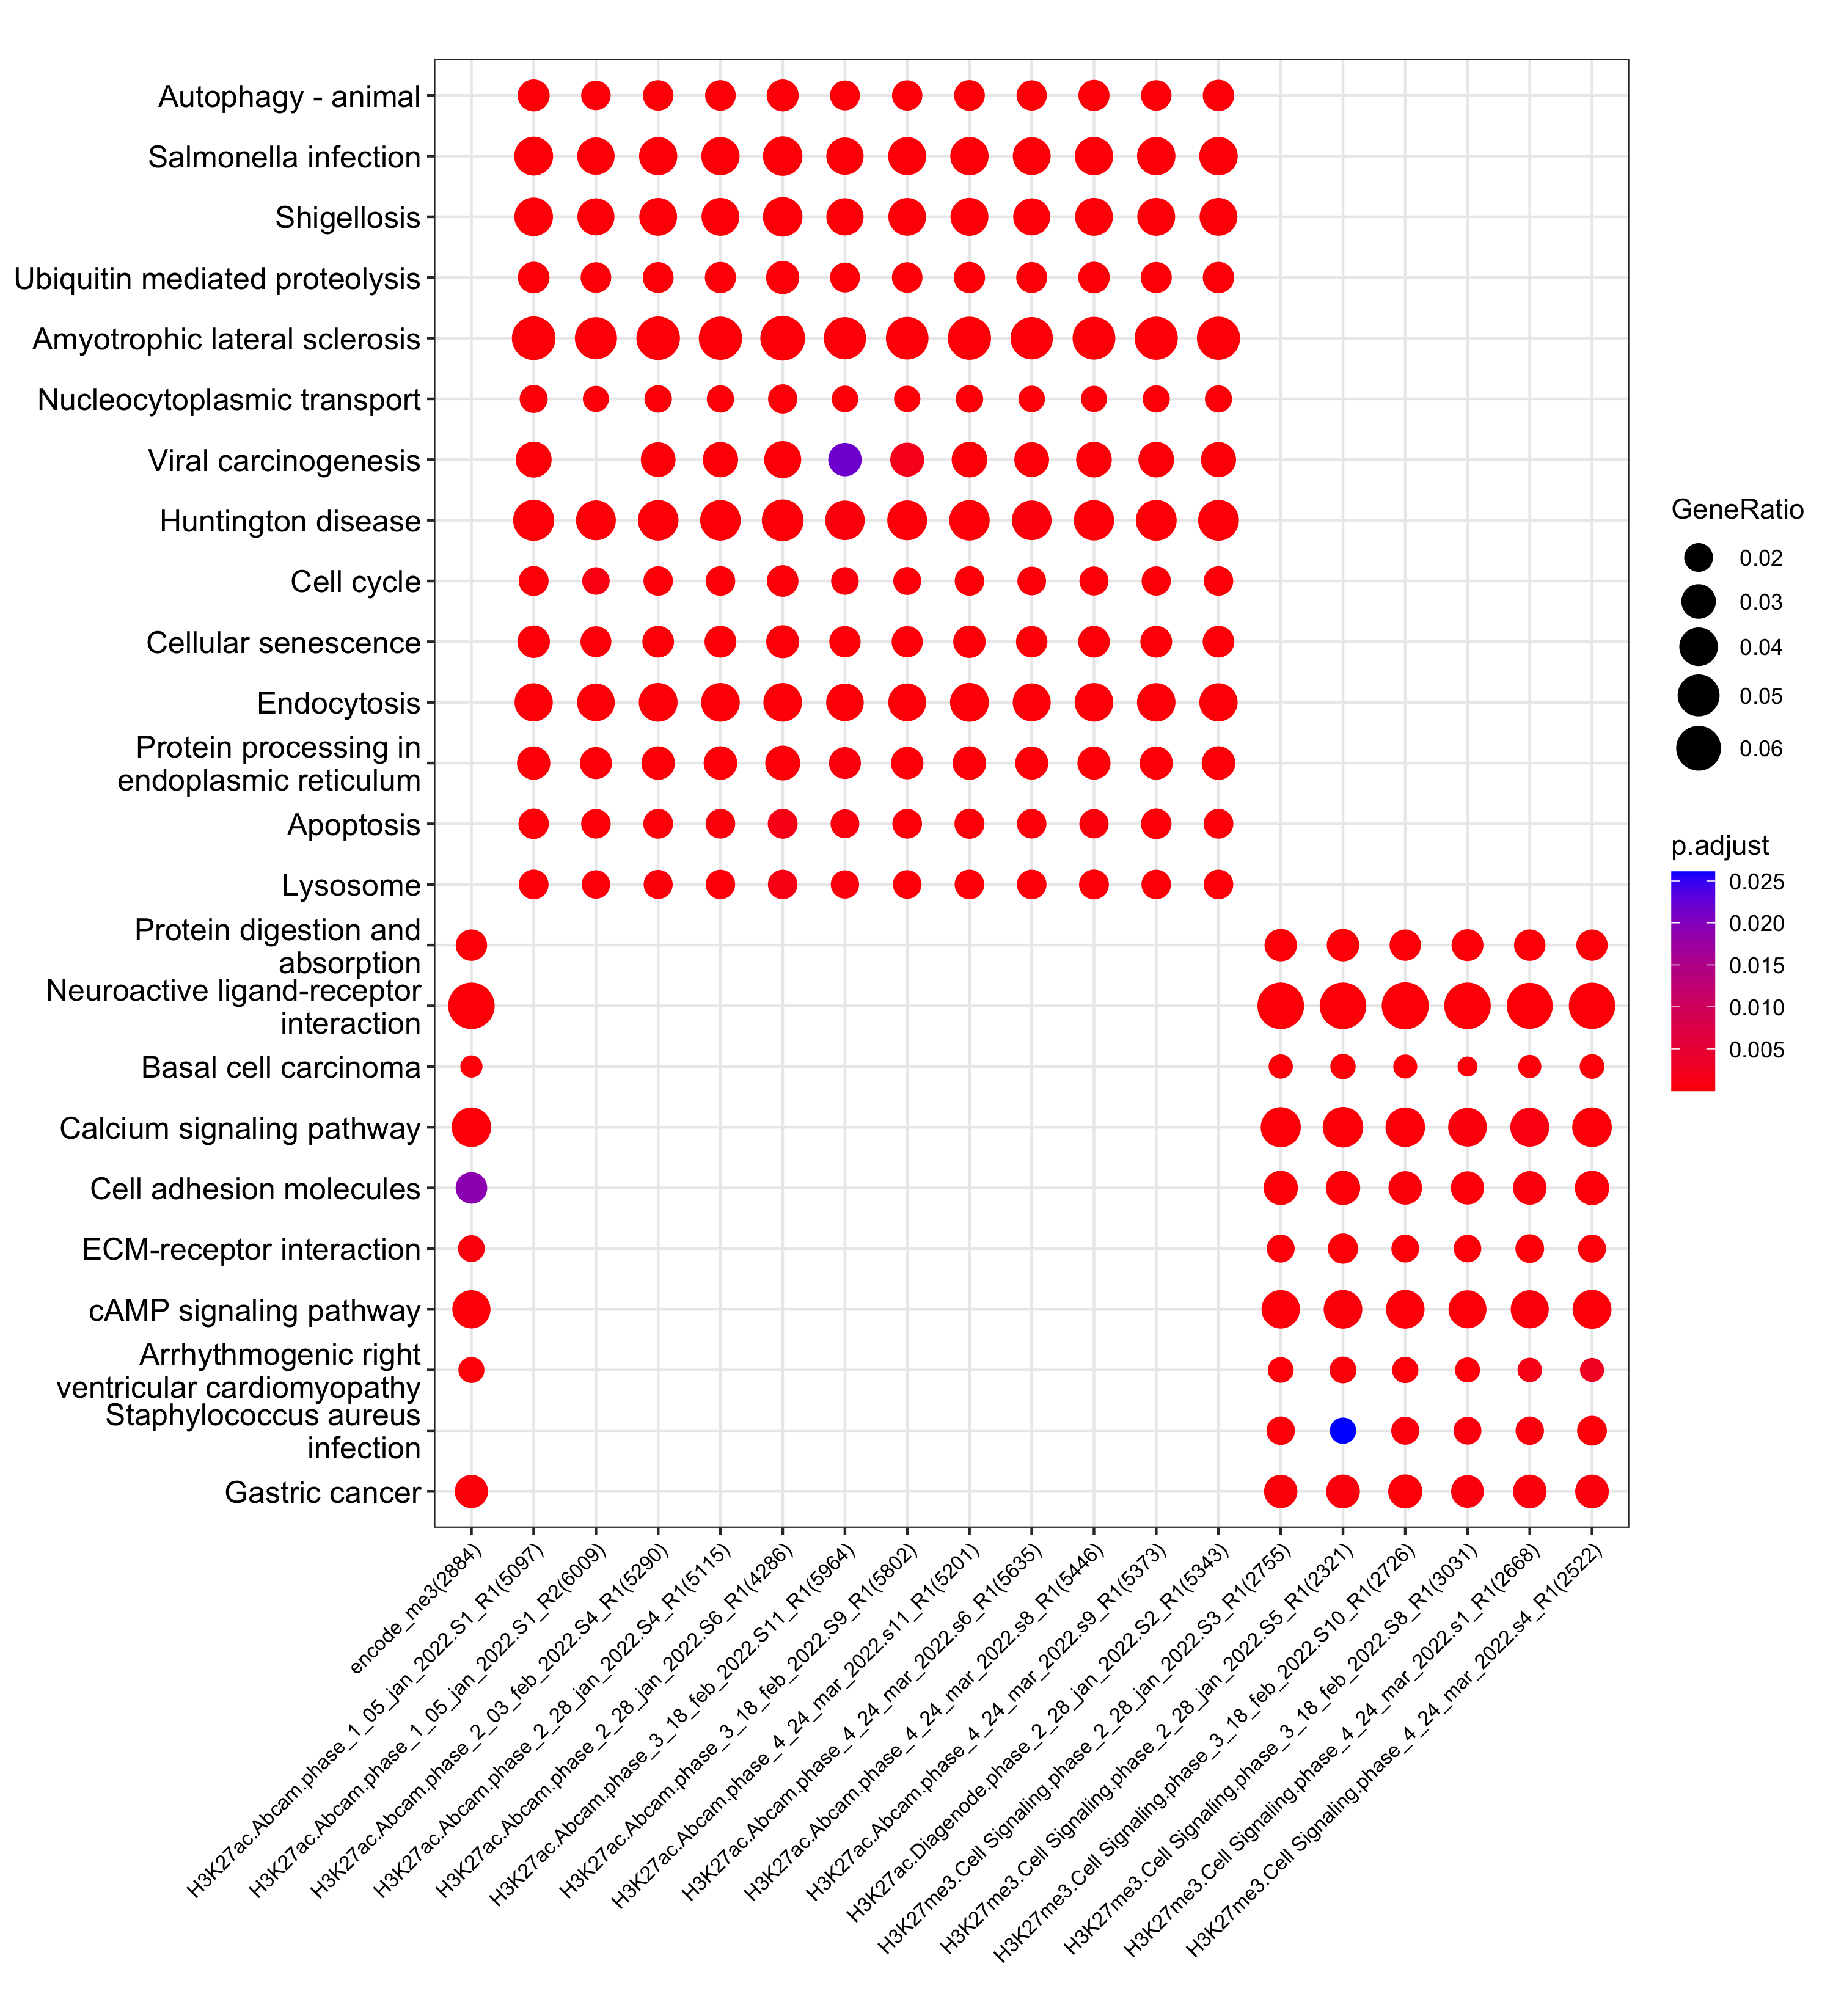 Autophagy - animal
Salmonella infection
Shigellosis
Ubiquitin mediated proteolysis
Amyotrophic lateral sclerosis
Nucleocytoplasmic transport
Viral carcinogenesis
Huntington disease
Cell cycle
Cellular senescence
Endocytosis
Protein processing in
endoplasmic reticulum
Apoptosis
Lysosome
Protein digestion and
absorption
Neuroactive ligand-receptor
interaction
Basal cell carcinoma
Calcium signaling pathway
Cell adhesion molecules
ECM-receptor interaction
cAMP signaling pathway
Arrhythmogenic right
ventricular cardiomyopathy
Staphylococcus aureus
infection
Gastric cancer
encode_me3(2884)
H3K27ac.Abcam.phase_1_05_jan_2022.S1_R1(5097)
H3K27ac.Abcam.phase_1_05_jan_2022.S1_R2(6009)
H3K27ac.Abcam.phase_2_03_feb_2022.S4_R1(5290)
H3K27ac.Abcam.phase_2_28_jan_2022.S4_R1(5115)
H3K27ac.Abcam.phase_2_28_jan_2022.S6_R1(4286)
H3K27ac.Abcam.phase_3_18_feb_2022.S11_R1(5964)
H3K27ac.Abcam.phase_3_18_feb_2022.S9_R1(5802)
H3K27ac.Abcam.phase_4_24_mar_2022.s11_R1(5201)
H3K27ac.Abcam.phase_4_24_mar_2022.s6_R1(5635)
H3K27ac.Abcam.phase_4_24_mar_2022.s8_R1(5446)
H3K27ac.Abcam.phase_4_24_mar_2022.s9_R1(5373)
H3K27ac.Diagenode.phase_2_28_jan_2022.S2_R1(5343)
H3K27me3.Cell Signaling.phase_2_28_jan_2022.S3_R1(2755)
H3K27me3.Cell Signaling.phase_2_28_jan_2022.S5_R1(2321)
H3K27me3.Cell Signaling.phase_3_18_feb_2022.S10_R1(2726)
H3K27me3.Cell Signaling.phase_3_18_feb_2022.S8_R1(3031)
H3K27me3.Cell Signaling.phase_4_24_mar_2022.s1_R1(2668)
H3K27me3.Cell Signaling.phase_4_24_mar_2022.s4_R1(2522)
GeneRatio
0.02
0.03
0.04
0.05
0.06
p.adjust
0.025
0.020
0.015
0.010
0.005